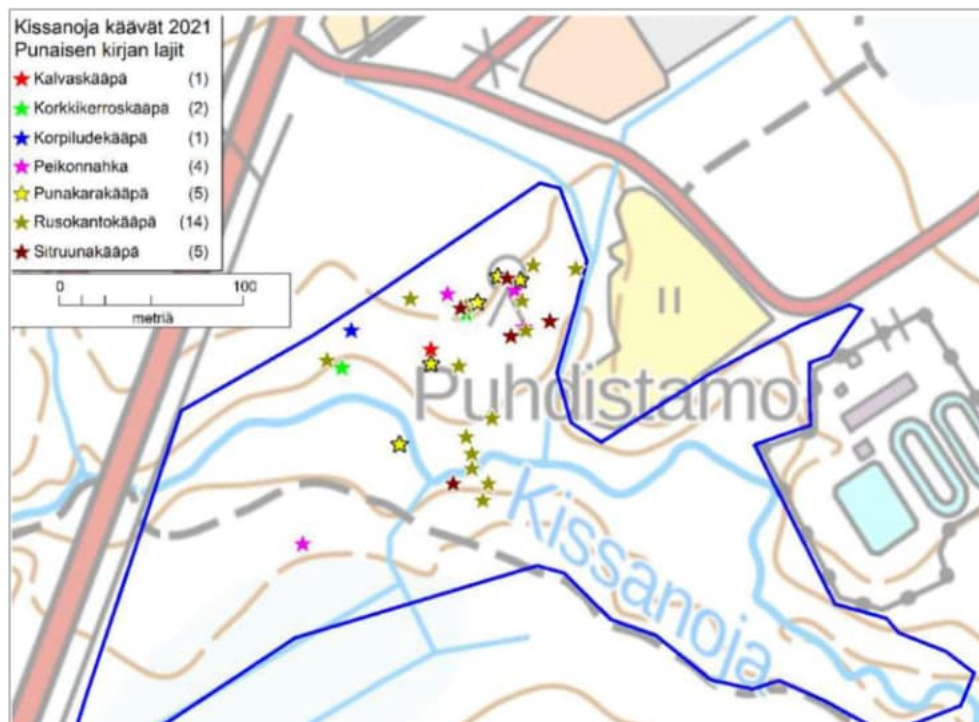 Kissanoja käävät 2021
Punaisen kirjan lajit
Kalvaskääpä (1)
Korkkikerroskääpä (2)
Korpiludekääpä (1)
Peikonnahka (4)
Punakarakääpä (5)
Rusokantokääpä (14)
Sitruunakääpä (5)
0 100
metriä
II
Puhdistamo
Kissanoja